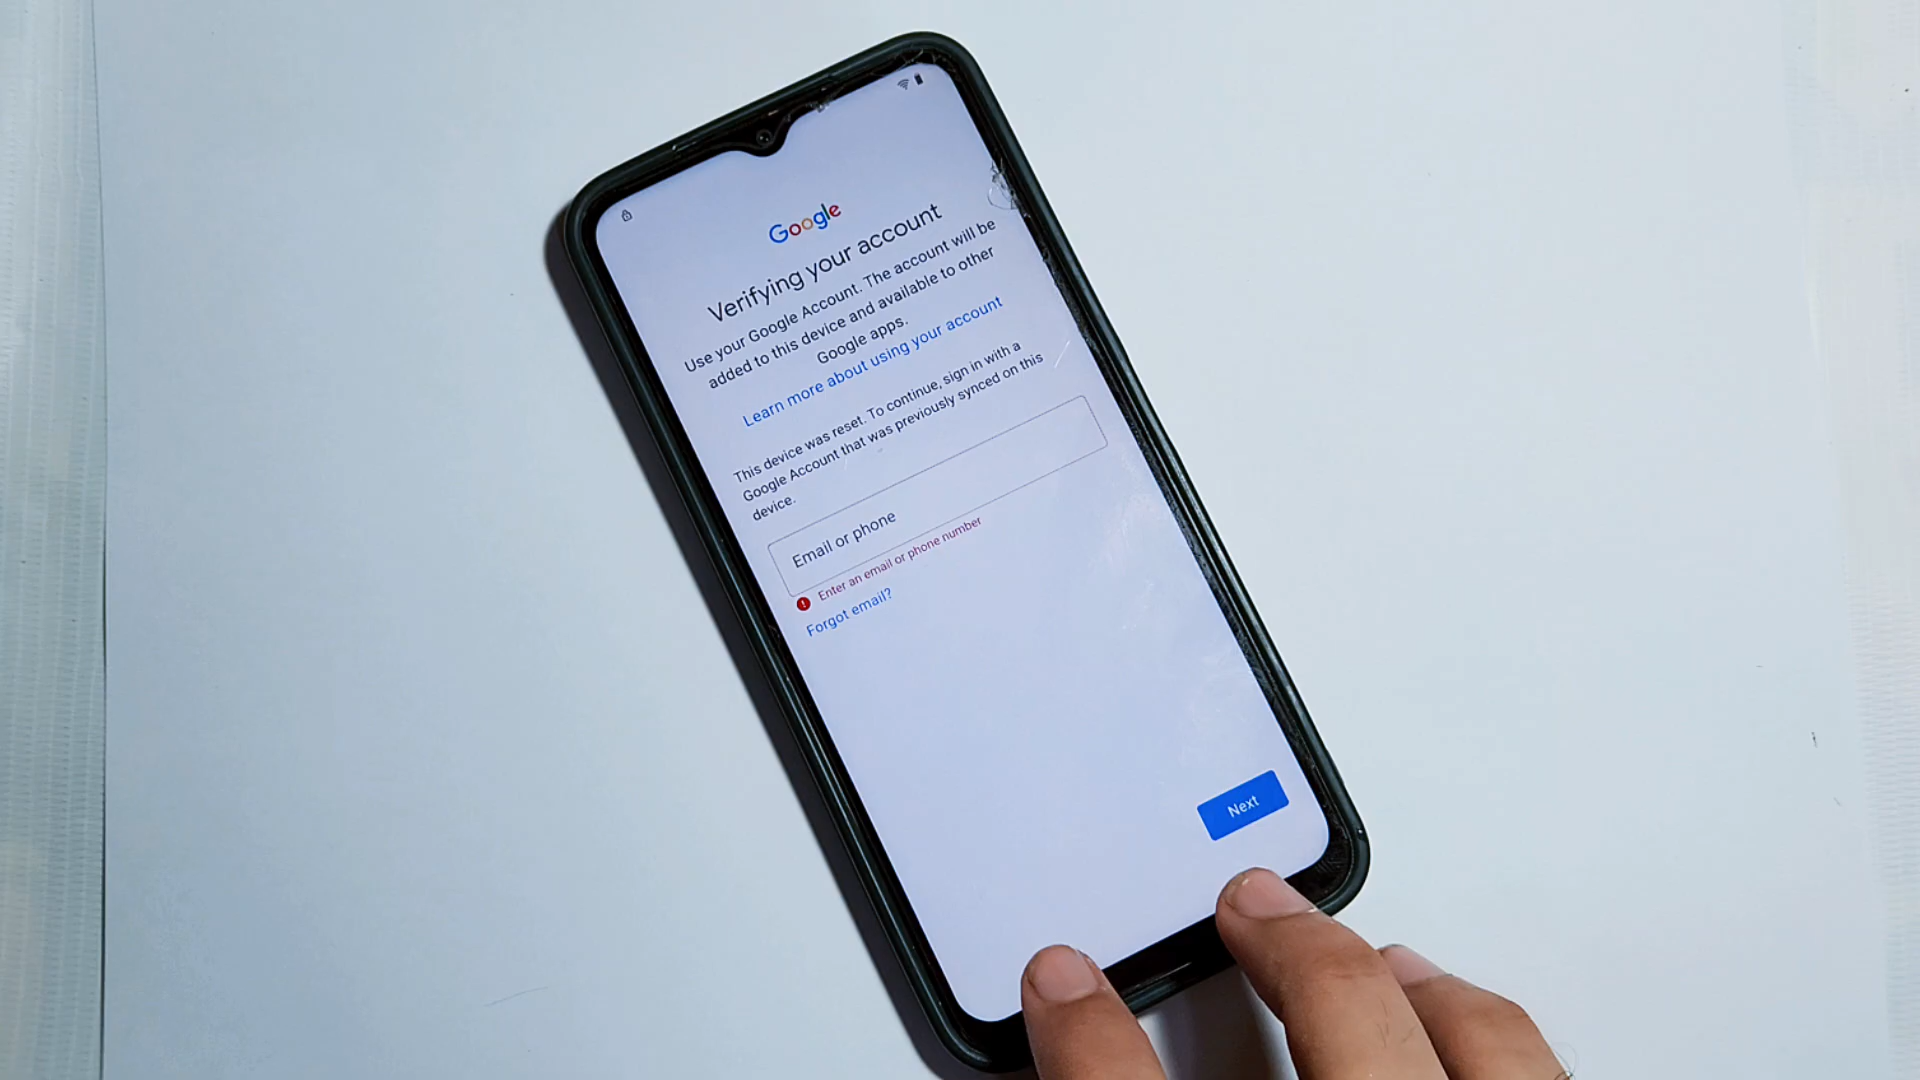 Google
Verifying your account
Use your Google Account. The account will be
added to this device and available to other
Google apps.
Learn more about using your account
This device was reset. To continue, sign in with a
Google Account that was previously synced on this
device.
Email or phone
Enter an email or phone number
Forgot email?
Next